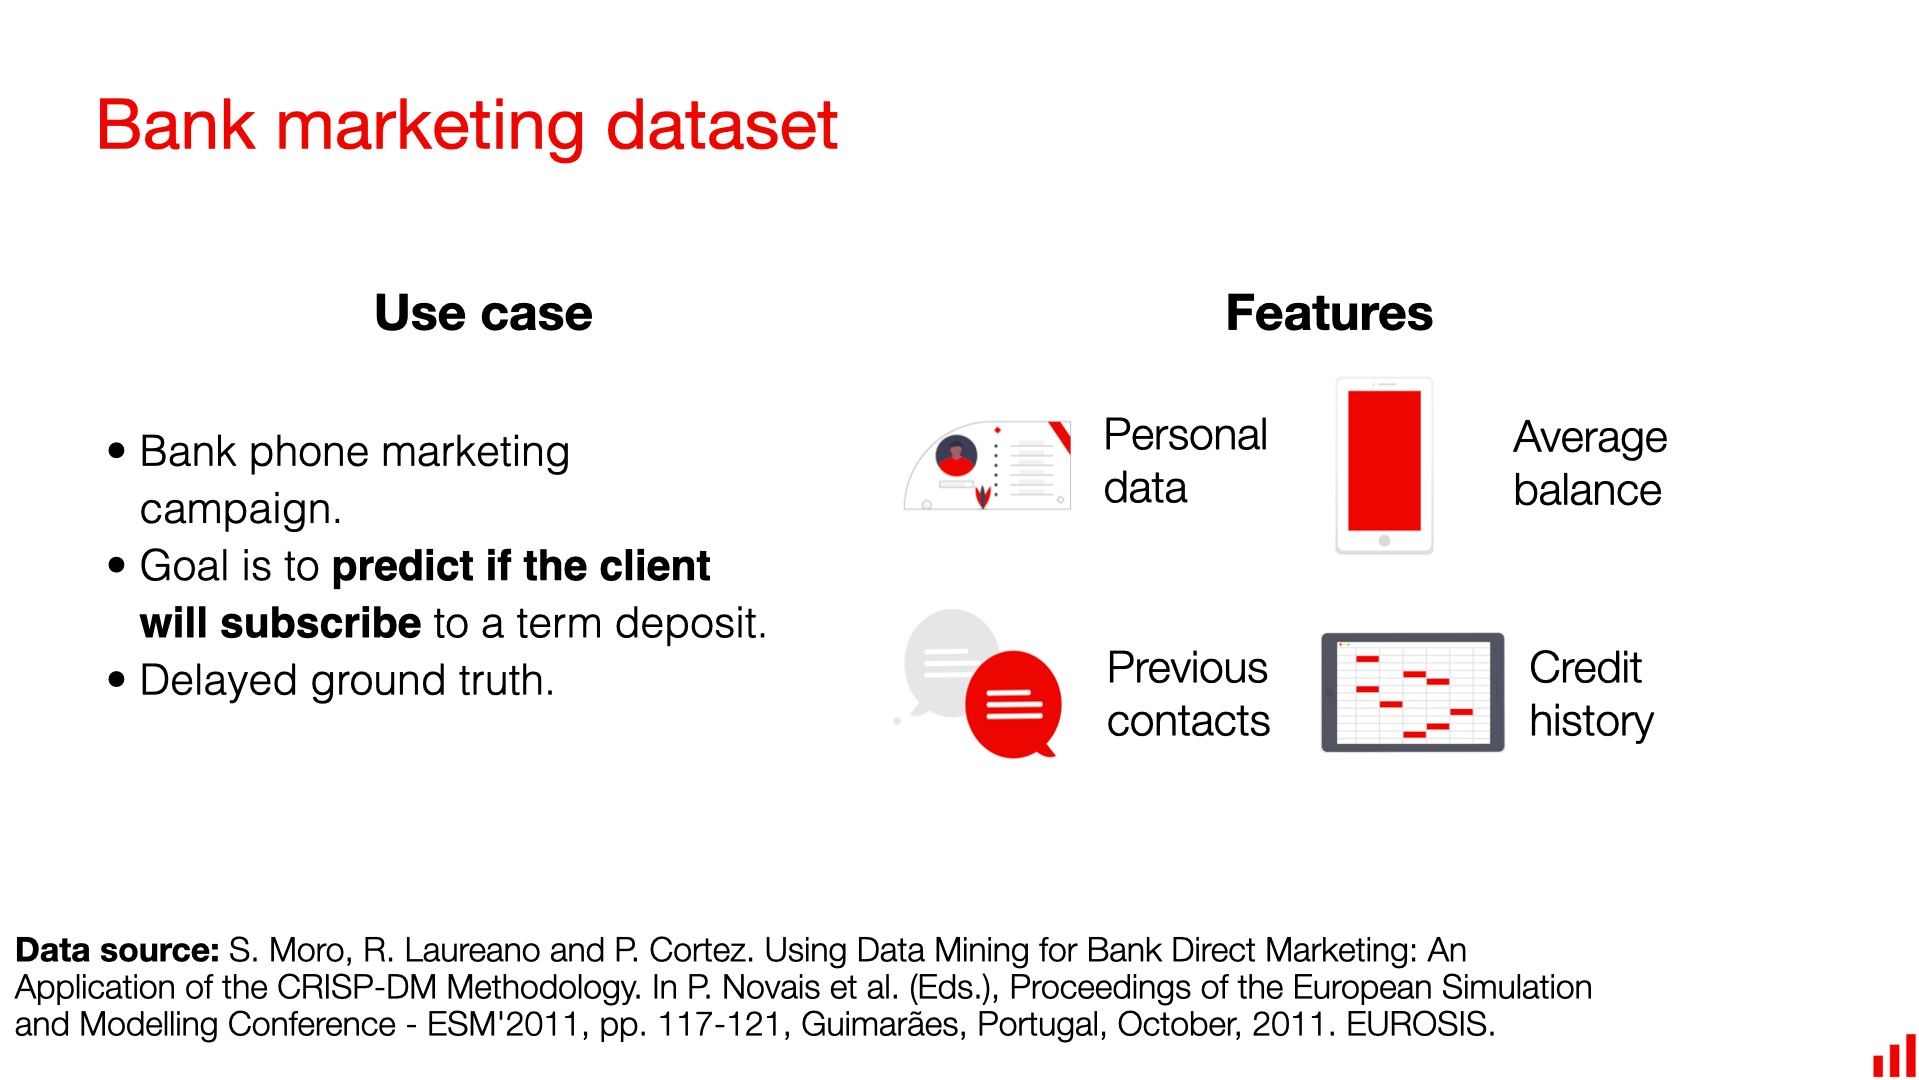 Bank marketing dataset
Use case
• Bank phone marketing
campaign.
• Goal is to predict if the client
will subscribe to a term deposit.
• Delayed ground truth.
Features
Personal
data
Average
balance
Previous
contacts
Credit
history
Data source: S. Moro, R. Laureano and P. Cortez. Using Data Mining for Bank Direct Marketing: An
Application of the CRISP-DM Methodology. In P. Novais et al. (Eds.), Proceedings of the European Simulation
and Modelling Conference - ESM'2011, pp. 117-121, Guimarães, Portugal, October, 2011. EUROSIS.